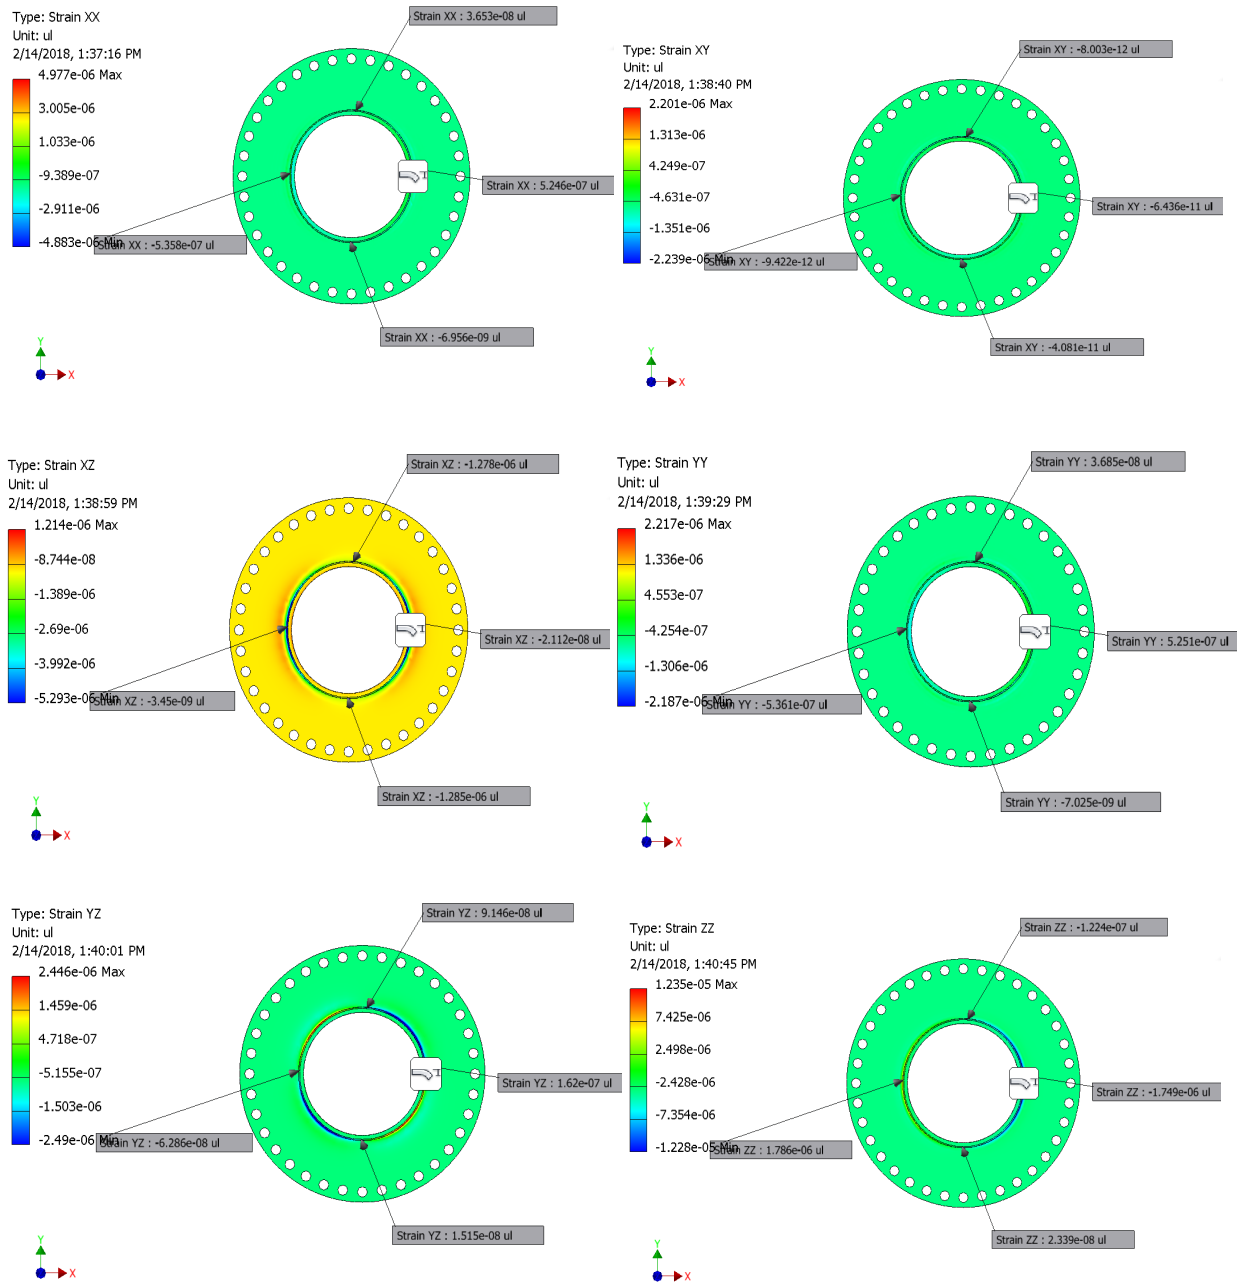 Type: Strain XX
Unit: ul
2/14/2018, 1:37:16 PM
4.977e-06 Max
3.005e-06
1.033e-06
-9.389e-07
-2.911e-06
-4.883e-06 Min
Strain XX : 3.653e-08 ul
Strain XX : 5.246e-07 ul
Strain XX : -5.358e-07 ul
Strain XX : -6.956e-09 ul
Y
X
Type: Strain XY
Unit: ul
2/14/2018, 1:38:40 PM
2.201e-06 Max
1.313e-06
4.249e-07
-4.631e-07
-1.351e-06
-2.239e-06 Min
Strain XY : -8.003e-12 ul
Strain XY : -6.436e-11 ul
Strain XY : -9.422e-12 ul
Strain XY : -4.081e-11 ul
Y
X
Type: Strain XZ
Unit: ul
2/14/2018, 1:38:59 PM
1.214e-06 Max
-8.744e-08
-1.389e-06
-2.69e-06
-3.992e-06
-5.293e-06 Min
Strain XZ : -1.278e-06 ul
Strain XZ : -2.112e-08 ul
Strain XZ : -3.45e-09 ul
Strain XZ : -1.285e-06 ul
Y
X
Type: Strain YY
Unit: ul
2/14/2018, 1:39:29 PM
2.217e-06 Max
1.336e-06
4.553e-07
-4.254e-07
-1.306e-06
-2.187e-06 Min
Strain YY : 3.685e-08 ul
Strain YY : 5.251e-07 ul
Strain YY : -5.361e-07 ul
Strain YY : -7.025e-09 ul
Y
X
Type: Strain YZ
Unit: ul
2/14/2018, 1:40:01 PM
2.446e-06 Max
1.459e-06
4.718e-07
-5.155e-07
-1.503e-06
-2.49e-06 Min
Strain YZ : 9.146e-08 ul
Strain YZ : 1.62e-07 ul
Strain YZ : -6.286e-08 ul
Strain YZ : 1.515e-08 ul
Y
X
Type: Strain ZZ
Unit: ul
2/14/2018, 1:40:45 PM
1.235e-05 Max
7.425e-06
2.498e-06
-2.428e-06
-7.354e-06
-1.228e-05 Min
Strain ZZ : -1.224e-07 ul
Strain ZZ : -1.749e-06 ul
Strain ZZ : 1.786e-06 ul
Strain ZZ : 2.339e-08 ul
Y
X